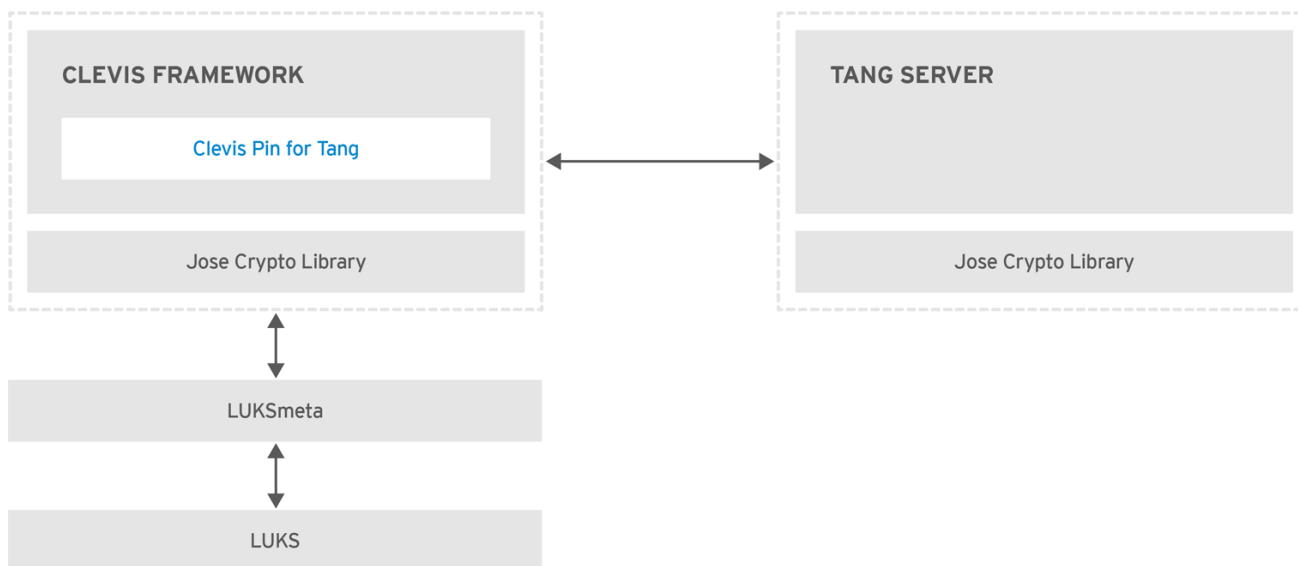 CLEVIS FRAMEWORK
Clevis Pin for Tang
Jose Crypto Library
TANG SERVER
Jose Crypto Library
LUKSmeta
LUKS